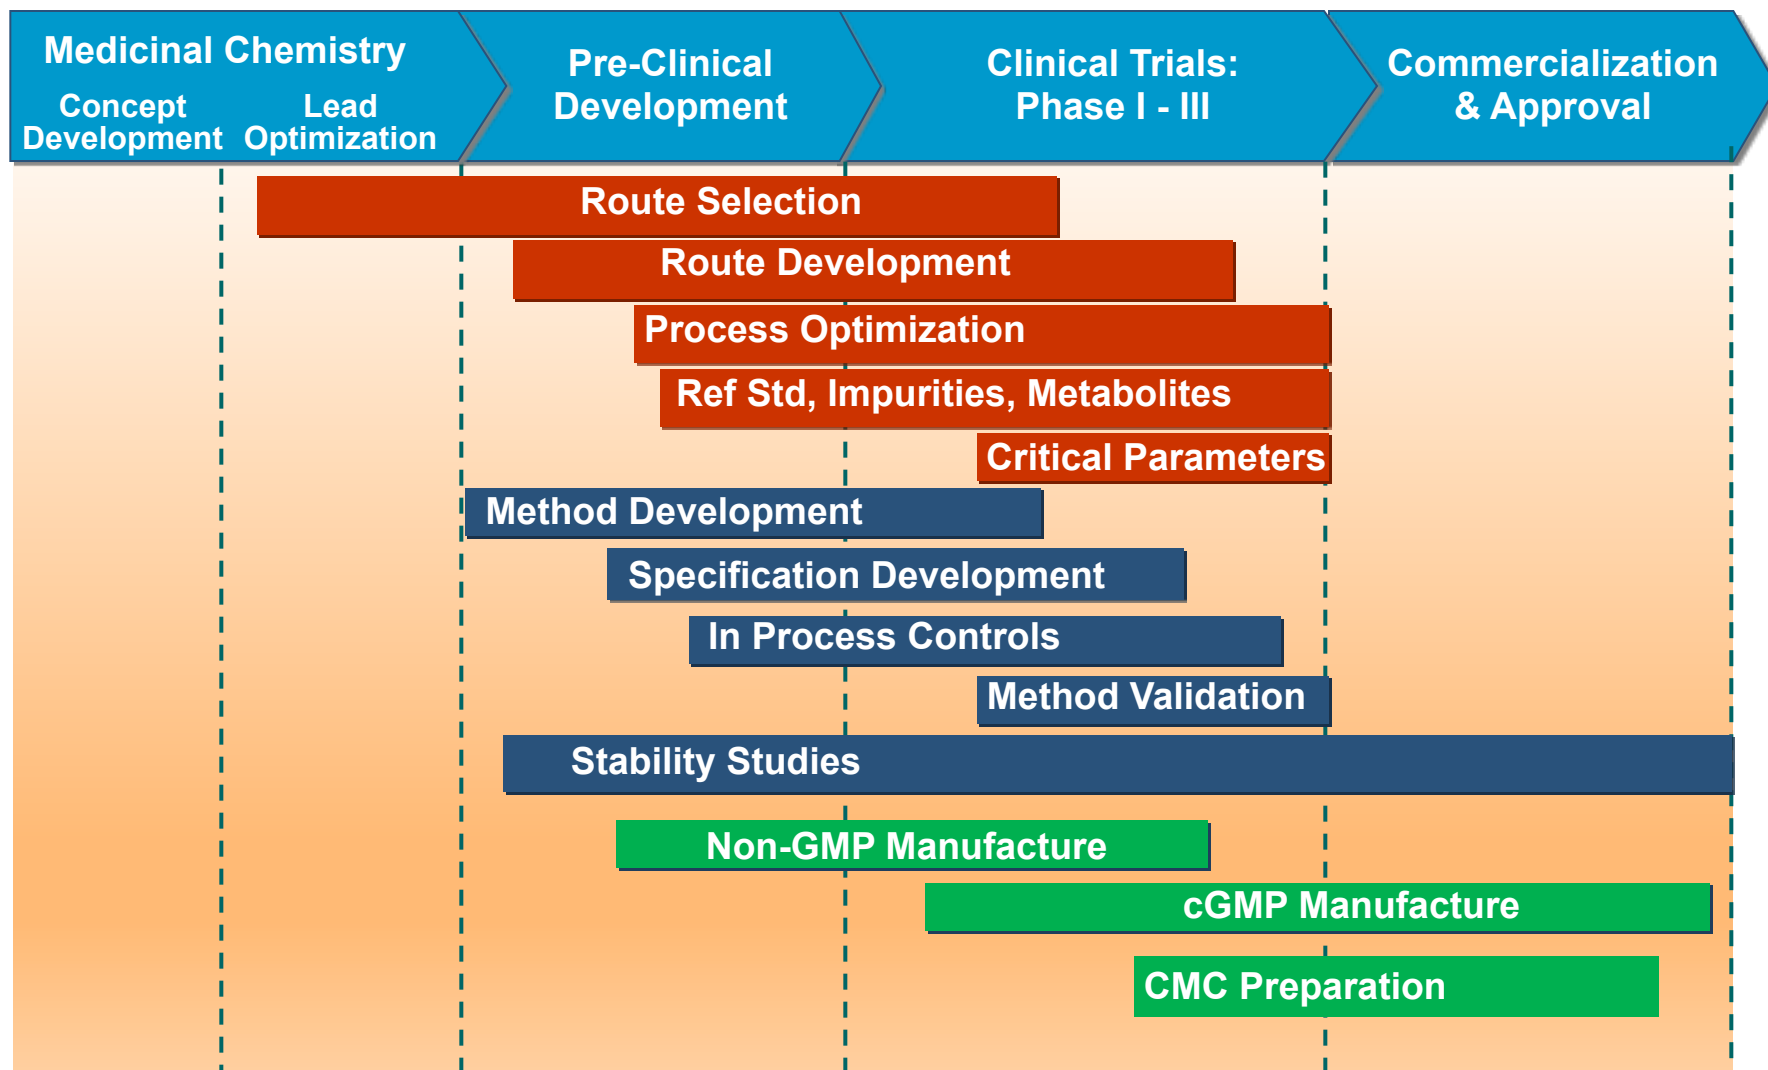 Medicinal Chemistry
Concept
Development
Lead
Optimization
Pre-Clinical
Development
Clinical Trials:
Phase I - III
Commercialization
& Approval
Route Selection
Route Development
Process Optimization
Ref Std, Impurities, Metabolites
Critical Parameters
Method Development
Specification Development
In Process Controls
Method Validation
Stability Studies
Non-GMP Manufacture
cGMP Manufacture
CMC Preparation